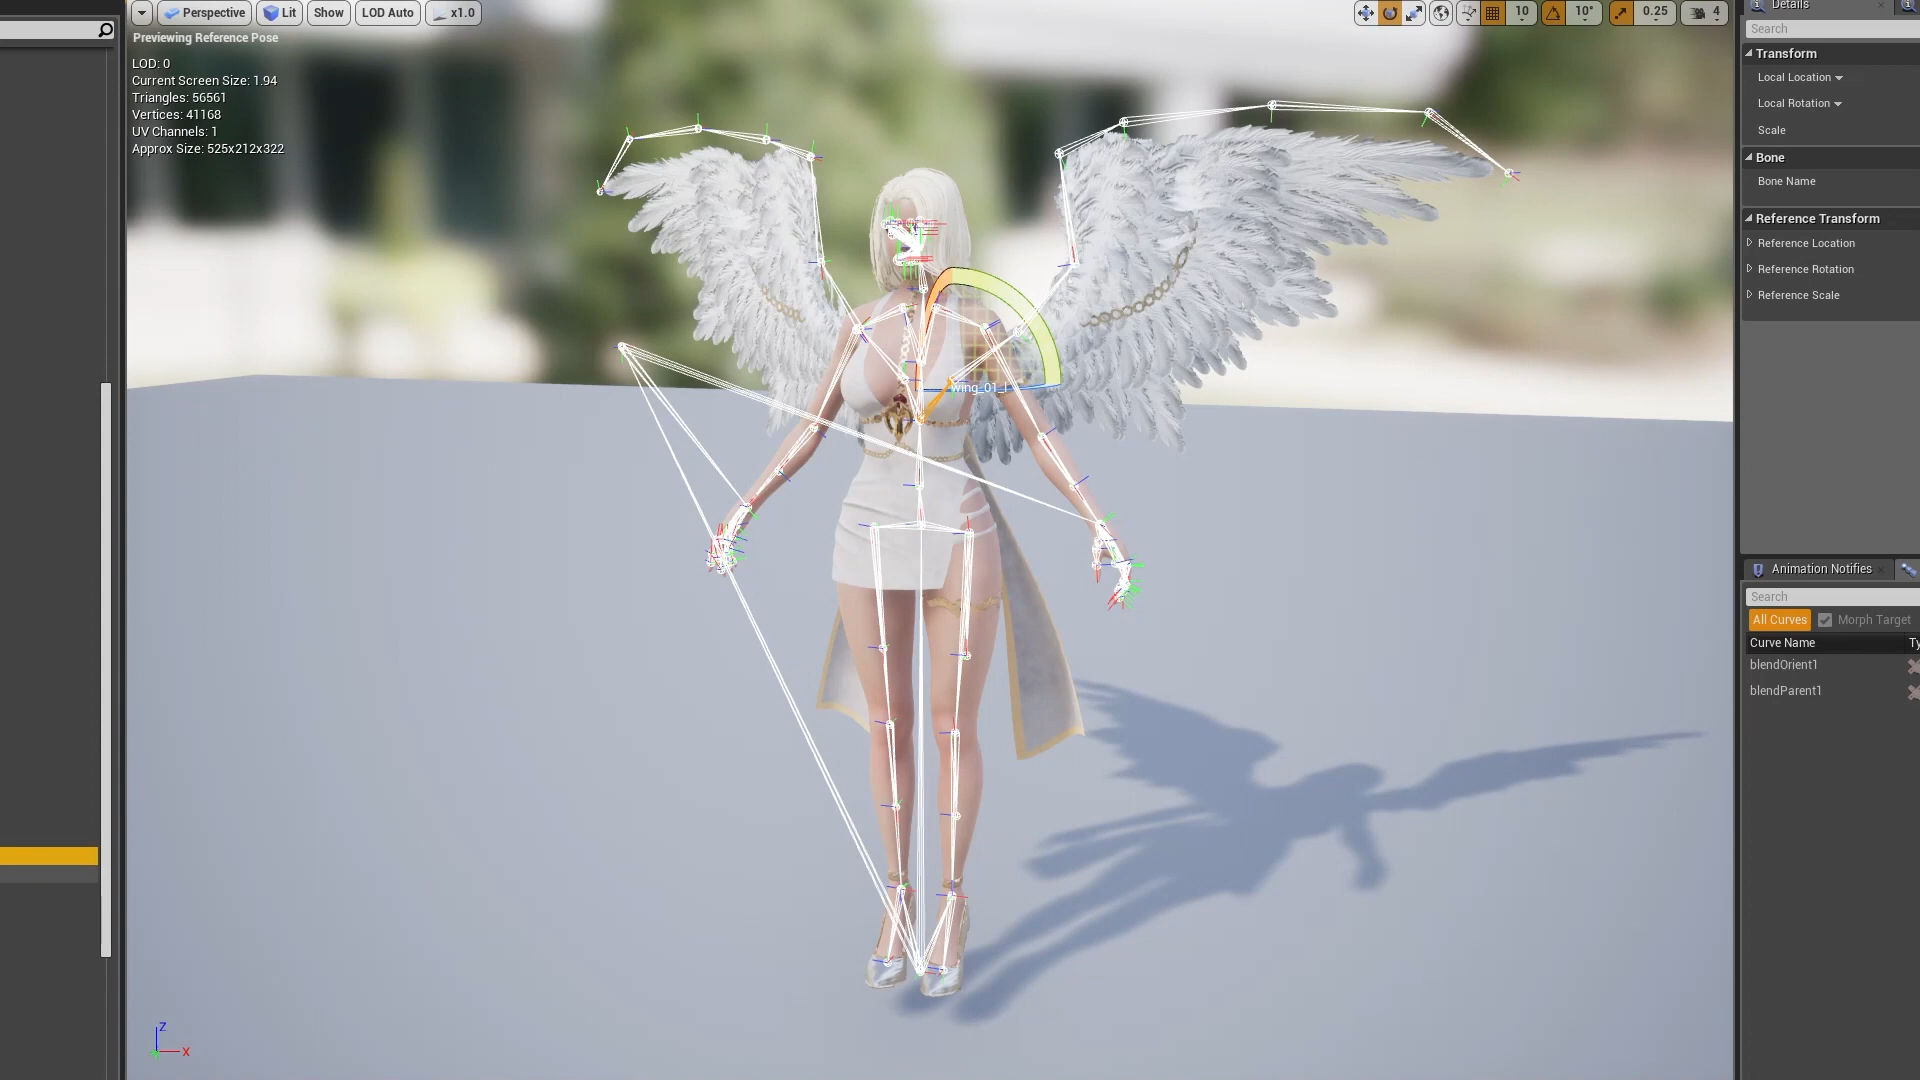 Perspective
Lit
Show
LOD Auto
x1.0
10
10°
0.25
4
Previewing Reference Pose
LOD: 0
Current Screen Size: 1.94
Triangles: 56561
Vertices: 41168
UV Channels: 1
Approx Size: 525x212x322
wing_01_l
Z
X
Details
Search
Transform
Local Location
Local Rotation
Scale
Bone
Bone Name
Reference Transform
Reference Location
Reference Rotation
Reference Scale
Animation Notifies
Search
All Curves
Morph Target
Curve Name
Ty
blendOrient1
blendParent1